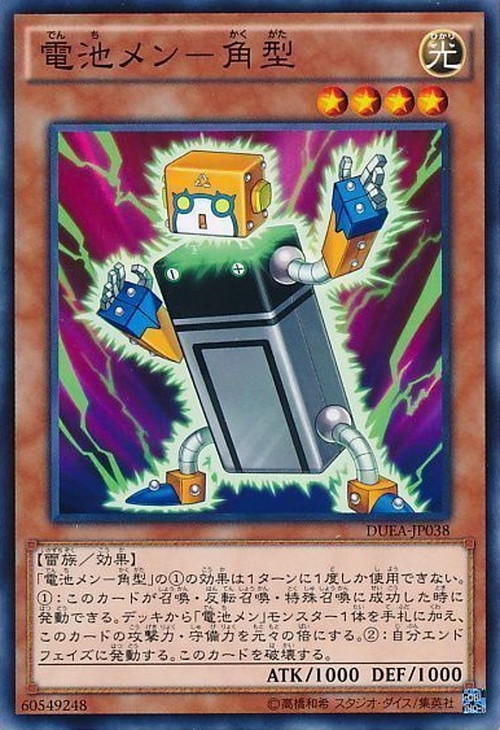 電池メン－角型
光
DUEA-JP038
【雷族／効果】
「電池メン－角型」の①の効果は１ターンに１度しか使用できない。
①：このカードが召喚・反転召喚・特殊召喚に成功した時に
発動できる。デッキから「電池メン」モンスター１体を手札に加え、
このカードの攻撃力・守備力を元々の倍にする。②：自分エンド
フェイズに発動する。このカードを破壊する。
ATK/1000 DEF/1000
60549248 ©高橋和希 スタジオ・ダイス/集英社